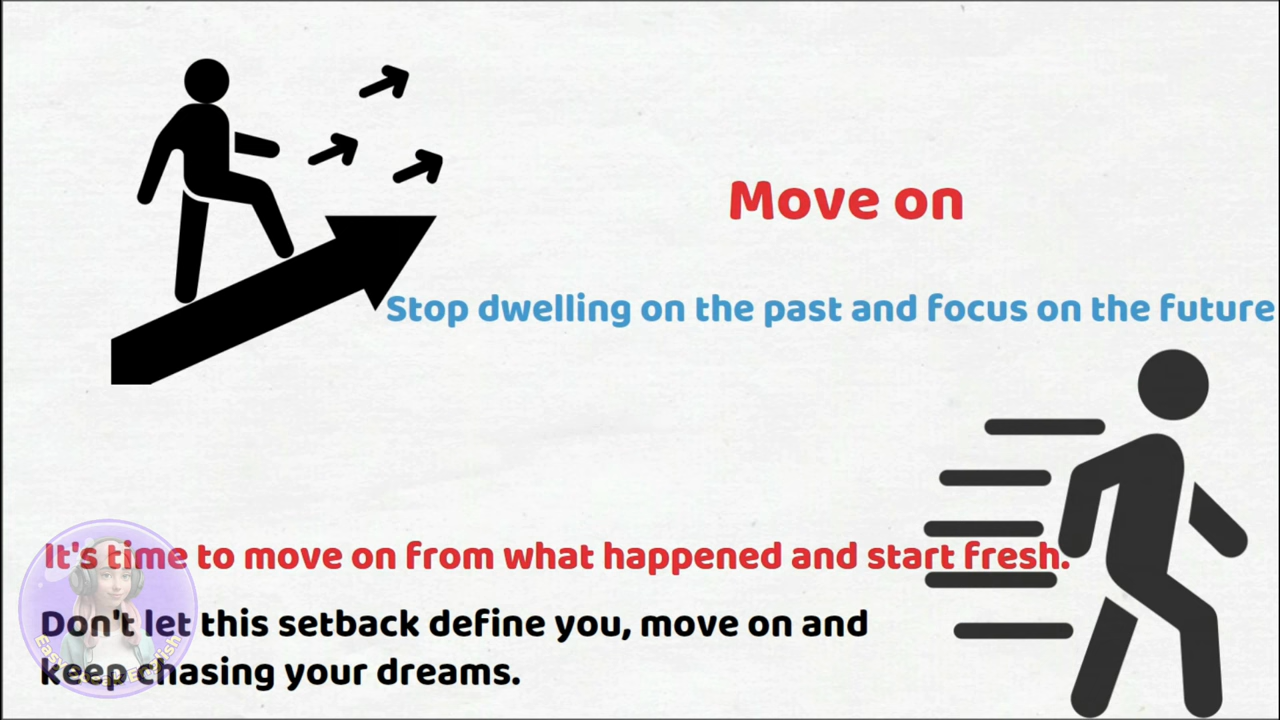 Move on
Stop dwelling on the past and focus on the future
It's time to move on from what happened and start fresh.
Don't let this setback define you, move on and
keep chasing your dreams.